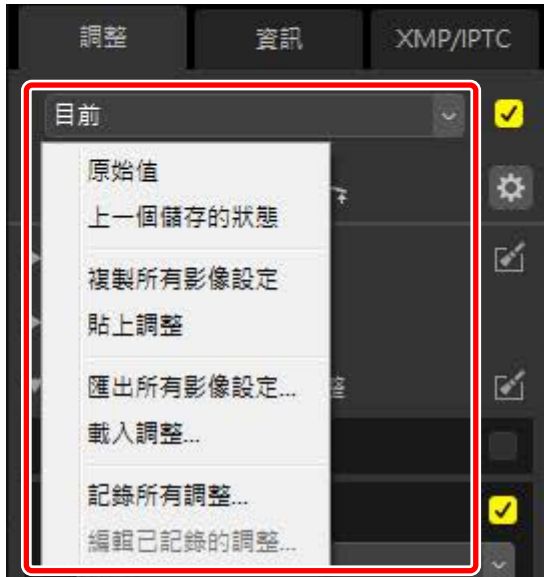 調整 資訊 XMP/IPTC
目前
原始值
上一個儲存的狀態
複製所有影像設定
貼上調整
匯出所有影像設定...
整
載入調整...
記錄所有調整...
編輯已記錄的調整...